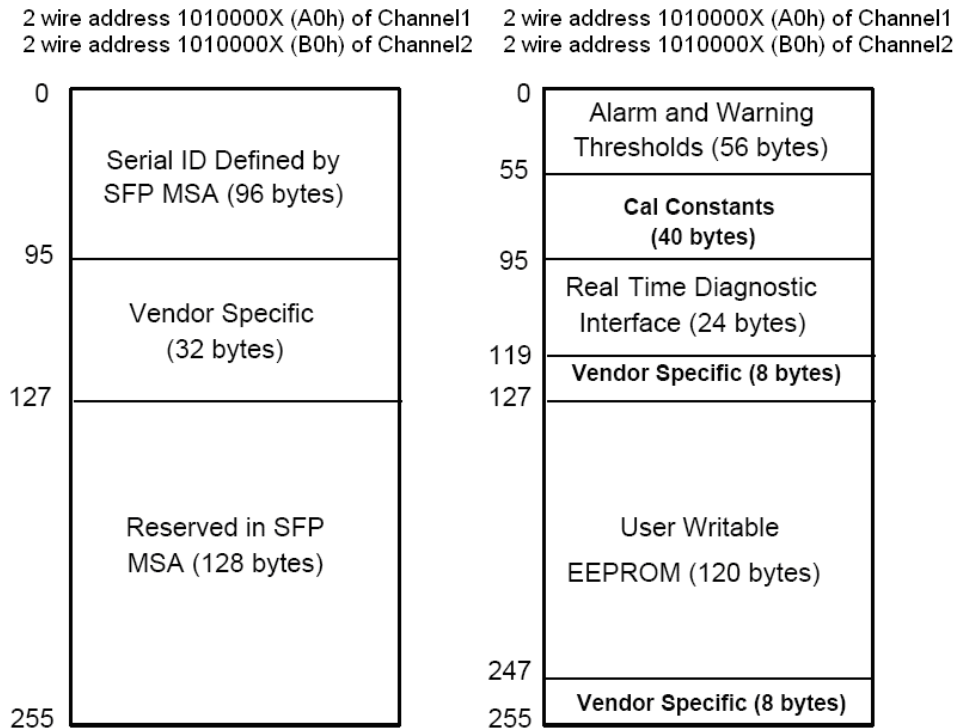 2 wire address 1010000X (A0h) of Channel1
2 wire address 1010000X (B0h) of Channel2
0
Serial ID Defined by
SFP MSA (96 bytes)
95
Vendor Specific
(32 bytes)
127
Reserved in SFP
MSA (128 bytes)
255
2 wire address 1010000X (A0h) of Channel1
2 wire address 1010000X (B0h) of Channel2
0
Alarm and Warning
Thresholds (56 bytes)
55
Cal Constants
(40 bytes)
95
Real Time Diagnostic
Interface (24 bytes)
119
Vendor Specific (8 bytes)
127
User Writable
EEPROM (120 bytes)
247
Vendor Specific (8 bytes)
255